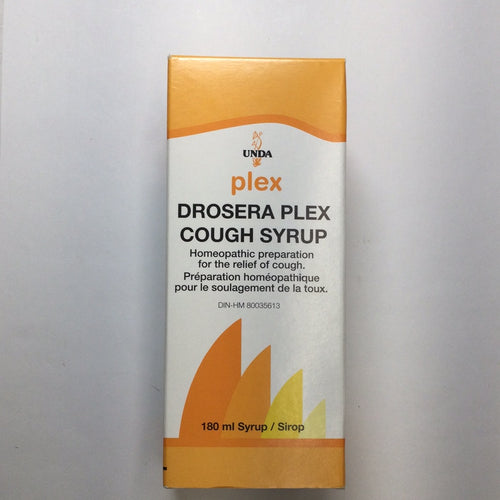 UNDA
plex
DROSERA PLEX
COUGH SYRUP
Homeopathic preparation
for the relief of cough.
Préparation homéopathique
pour le soulagement de la toux.
DIN-HM 80035613
180 ml Syrup / Sirop